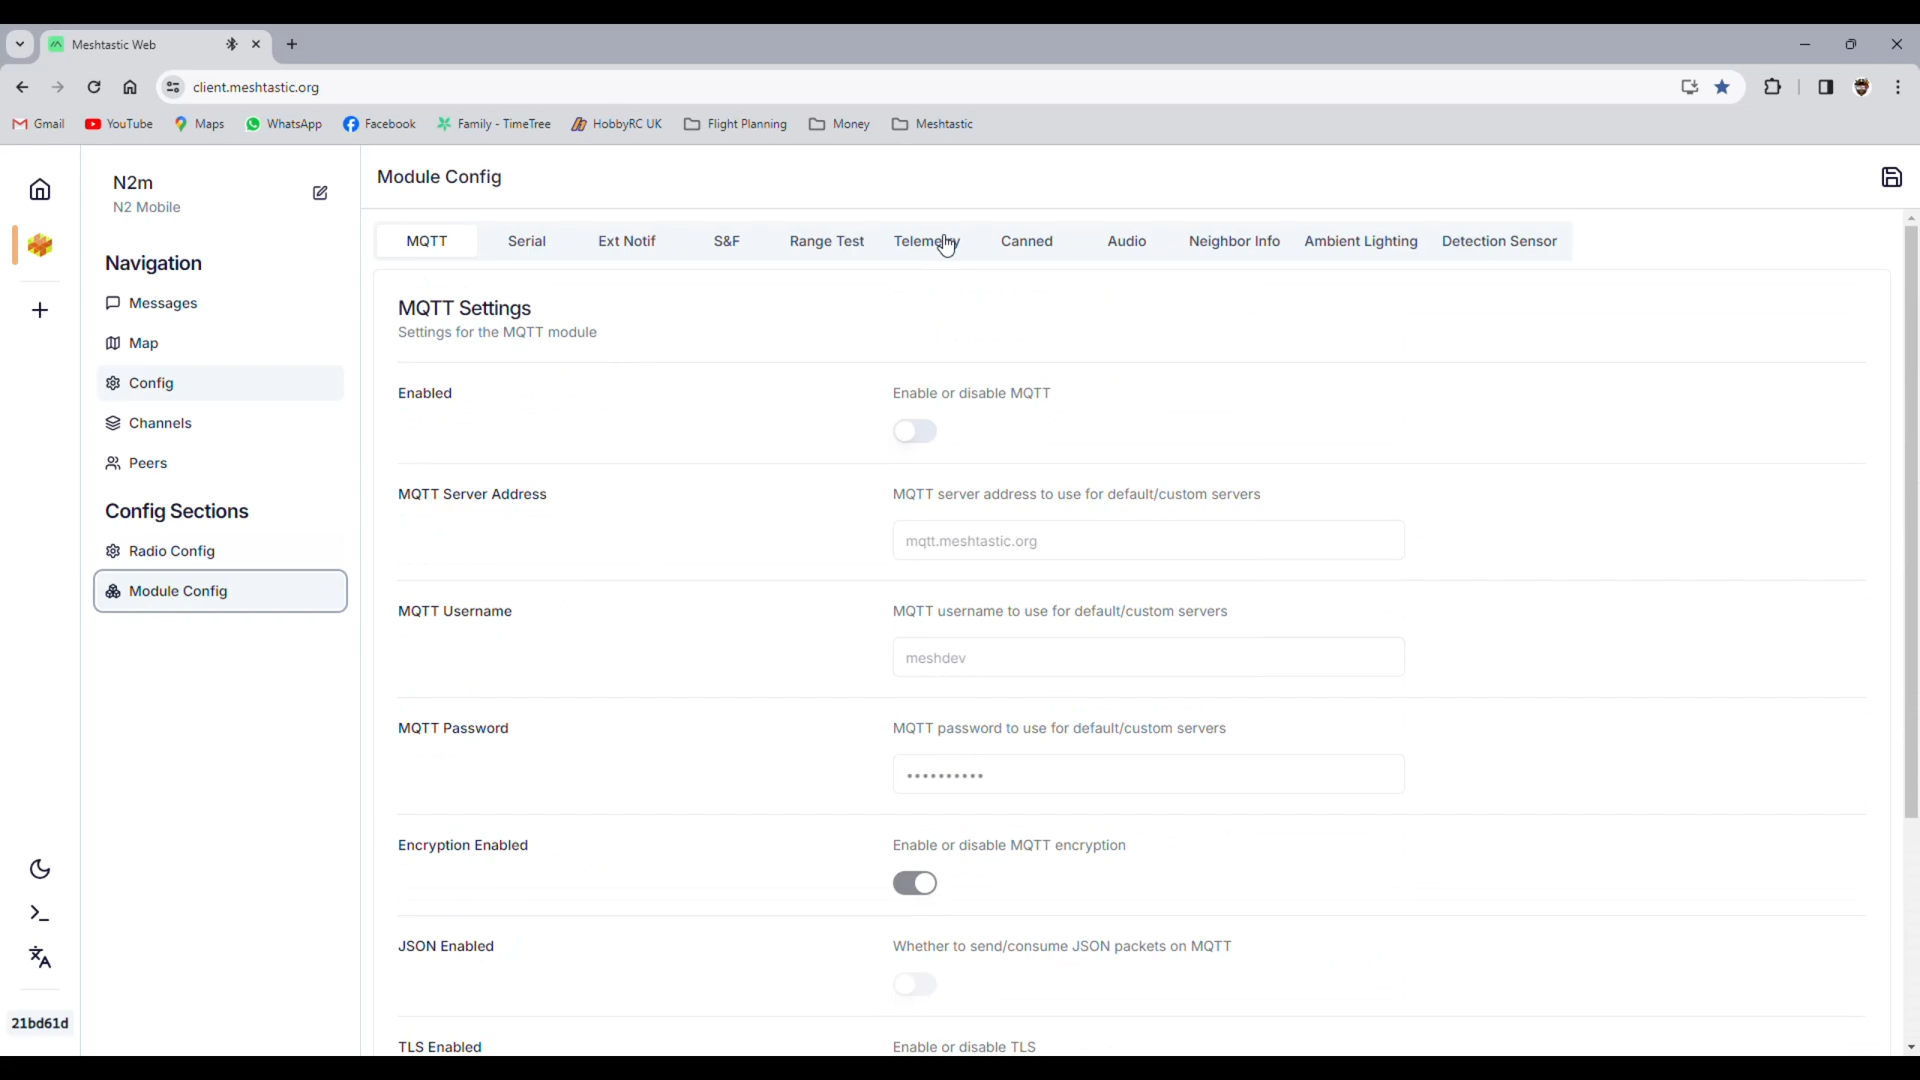 Meshtastic Web
client.meshtastic.org
Gmail YouTube Maps WhatsApp Facebook Family - TimeTree HobbyRC UK Flight Planning Money Meshtastic
N2m
N2 Mobile
Navigation
Messages
Map
Config
Channels
Peers
Config Sections
Radio Config
Module Config
21bd61d
Module Config
MQTT Serial Ext Notif S&F Range Test Telemetry Canned Audio Neighbor Info Ambient Lighting Detection Sensor
MQTT Settings
Settings for the MQTT module
Enabled Enable or disable MQTT
MQTT Server Address MQTT server address to use for default/custom servers
mqtt.meshtastic.org
MQTT Username MQTT username to use for default/custom servers
meshdev
MQTT Password MQTT password to use for default/custom servers
••••••••••
Encryption Enabled Enable or disable MQTT encryption
JSON Enabled Whether to send/consume JSON packets on MQTT
TLS Enabled Enable or disable TLS